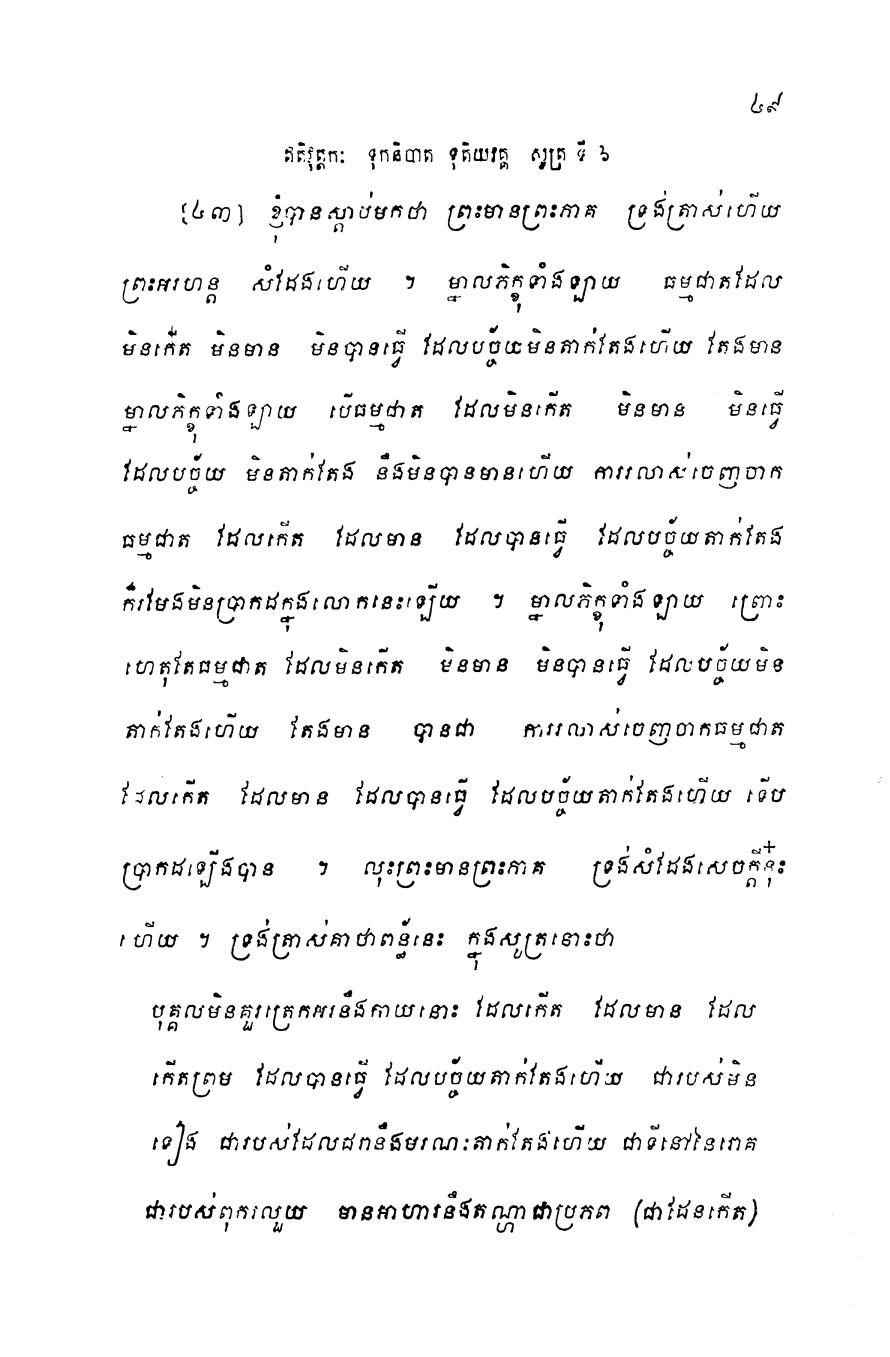 ៤៩
ឥតិវុត្តកៈ ទុកនិបាត ទុតិយវគ្គ សូត្រ ទី ៦
[៤៣] ខ្ញុំបានស្តាប់មកថា ព្រះមានព្រះភាគ ទ្រង់ត្រាស់ហើយ
ព្រះអរហន្ត សំដែងហើយ ។ ម្នាលភិក្ខុទាំងឡាយ ធម្មជាតដែល
មិនកើត មិនមាន មិនបានធ្វើ ដែលបច្ច័យមិនតាក់តែងហើយ តែងមាន
ម្នាលភិក្ខុទាំងឡាយ បើធម្មជាត ដែលមិនកើត មិនមាន មិនធ្វើ
ដែលបច្ច័យ មិនតាក់តែង នឹងមិនបានមានហើយ ការរលាស់ចេញចាក
ធម្មជាត ដែលកើត ដែលមាន ដែលបានធ្វើ ដែលបច្ច័យតាក់តែង
ក៏រមែងមិនប្រាកដក្នុងលោកនេះឡើយ ។ ម្នាលភិក្ខុទាំងឡាយ ព្រោះ
ហេតុតែធម្មជាត ដែលមិនកើត មិនមាន មិនបានធ្វើ ដែលបច្ច័យមិន
តាក់តែងហើយ តែងមាន បានជា ការរលាស់ចេញចាកធម្មជាត
ដែលកើត ដែលមាន ដែលបានធ្វើ ដែលបច្ច័យតាក់តែងហើយ ទើប
ប្រាកដឡើងបាន ។ លុះព្រះមានព្រះភាគ ទ្រង់សំដែងសេចក្តីនុ៎ះ
ហើយ ។ ទ្រង់ត្រាស់គាថាពន្ធ័នេះ ក្នុងសូត្រនោះថា
បុគ្គលមិនគួរត្រេកអរនឹងកាយនោះ ដែលកើត ដែលមាន ដែល
កើតព្រម ដែលបានធ្វើ ដែលបច្ច័យតាក់តែងហើយ ជារបស់មិន
ទៀង ជារបស់ដែលជរានឹងមរណៈតាក់តែងហើយ ជាទីនៅនៃរោគ
ជារបស់ពុករលួយ មានអាហារនឹងតណ្ហាជាប្រភព (ជាដែនកើត)